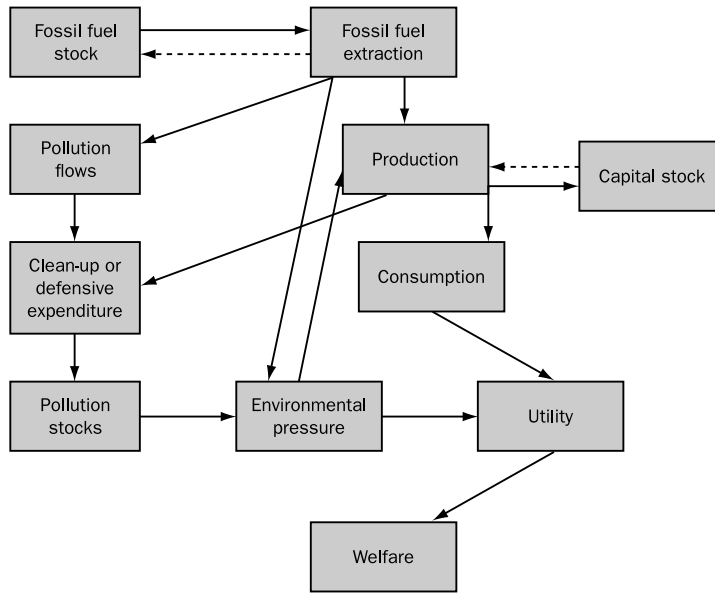 Fossil fuel
stock
Fossil fuel
extraction
Pollution
flows
Production
Capital stock
Clean-up or
defensive
expenditure
Consumption
Pollution
stocks
Environmental
pressure
Utility
Welfare